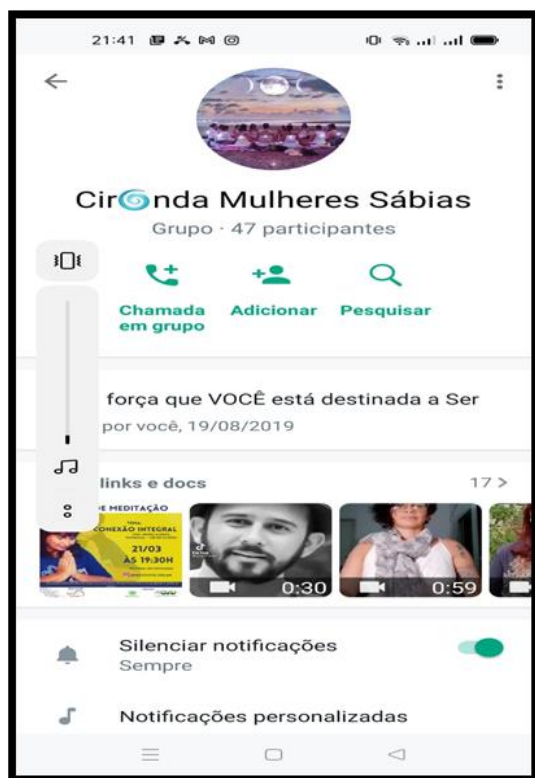 21:41
Cir nda Mulheres Sábias
Grupo · 47 participantes
Chamada em grupo
Adicionar
Pesquisar
força que VOCÊ está destinada a Ser
por você, 19/08/2019
links e docs
17 >
DE MEDITAÇÃO
TEMA:
CONEXÃO INTEGRAL
21/03
ÀS 19:30H
0:30
0:59
Silenciar notificações
Sempre
Notificações personalizadas